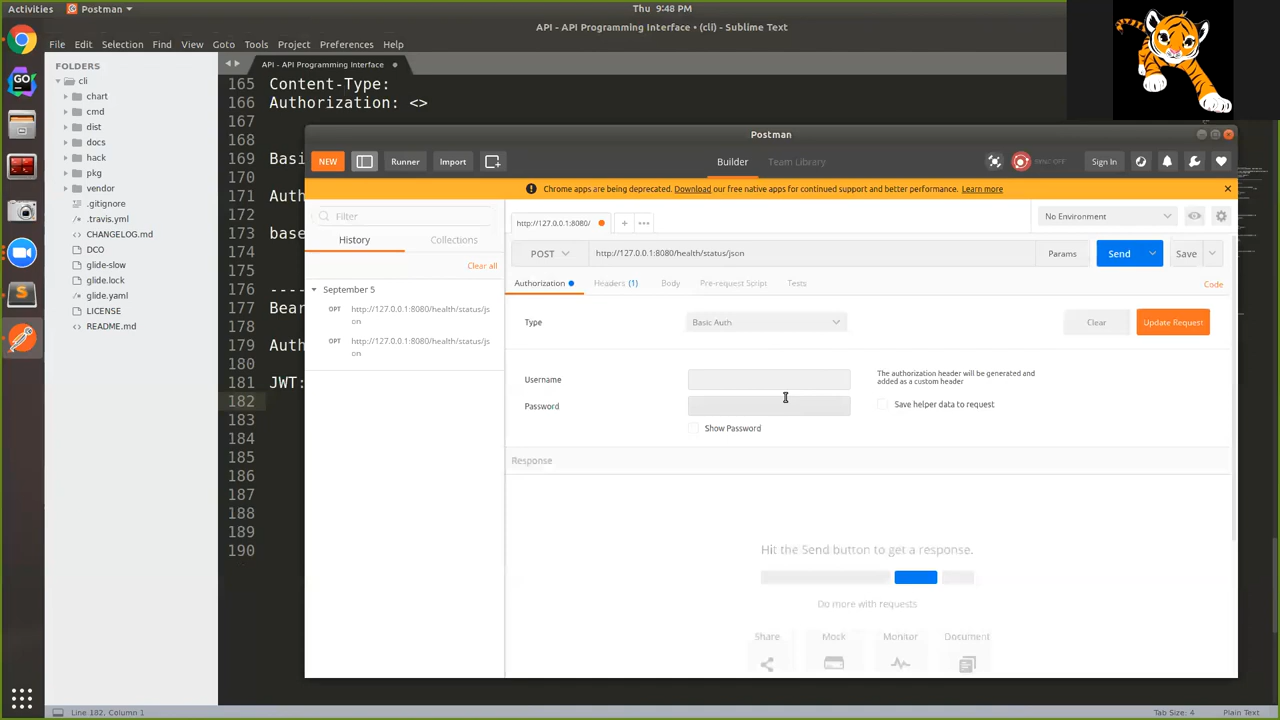 Activities
Postman
Thu 9:48 PM
API - API Programming Interface • (cli) - Sublime Text
File Edit Selection Find View Goto Tools Project Preferences Help
FOLDERS
cli
chart
cmd
dist
docs
hack
pkg
vendor
.gitignore
.travis.yml
CHANGELOG.md
DCO
glide-slow
glide.lock
glide.yaml
LICENSE
README.md
API - API Programming Interface
165 Content-Type:
166 Authorization: <>
167
168
169 Basi
170
171 Auth
172
173 base
174
175
176 ----
177 Bear
178
179 Auth
180
181 JWT:
182
183
184
185
186
187
188
189
190
Postman
NEW
Runner
Import
Builder
Team Library
SYNC OFF
Sign In
Chrome apps are being deprecated. Download our free native apps for continued support and better performance. Learn more
Filter
History
Collections
Clear all
September 5
OPT http://127.0.0.1:8080/health/status/js
on
OPT http://127.0.0.1:8080/health/status/js
on
http://127.0.0.1:8080/
No Environment
POST
http://127.0.0.1:8080/health/status/json
Params
Send
Save
Authorization
Headers (1)
Body
Pre-request Script
Tests
Code
Type
Basic Auth
Clear
Update Request
Username
Password
Show Password
The authorization header will be generated and
added as a custom header
Save helper data to request
Response
Hit the Send button to get a response.
Do more with requests
Share
Mock
Monitor
Document
Line 182, Column 1
Tab Size: 4
Plain Text